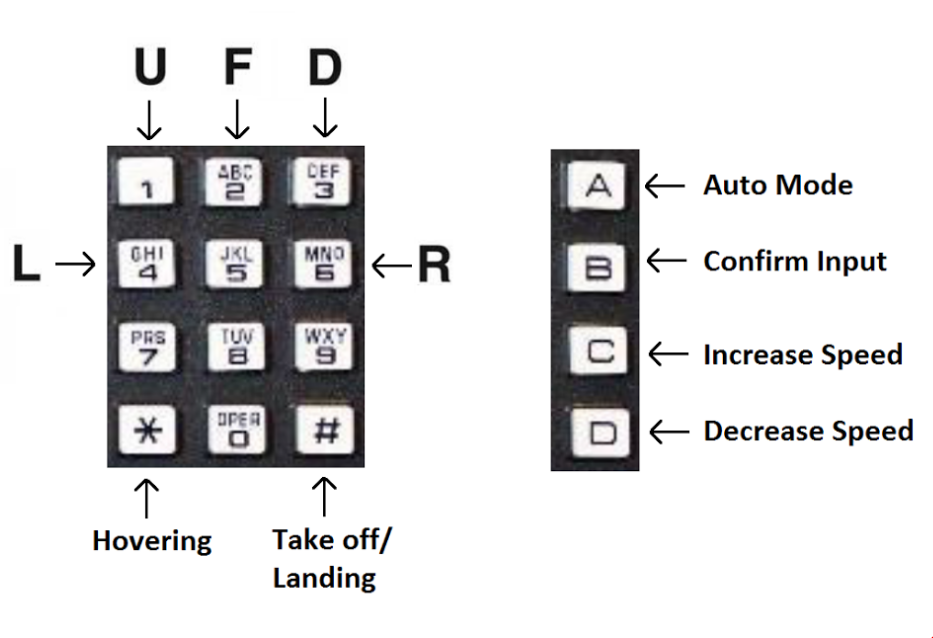 U F D
1 ABC 2 DEF 3
L GHI 4 JKL 5 MNO 6 R
PRS 7 TUV 8 WXY 9
* OPER 0 #
Hovering Take off/
Landing
A Auto Mode
B Confirm Input
C Increase Speed
D Decrease Speed